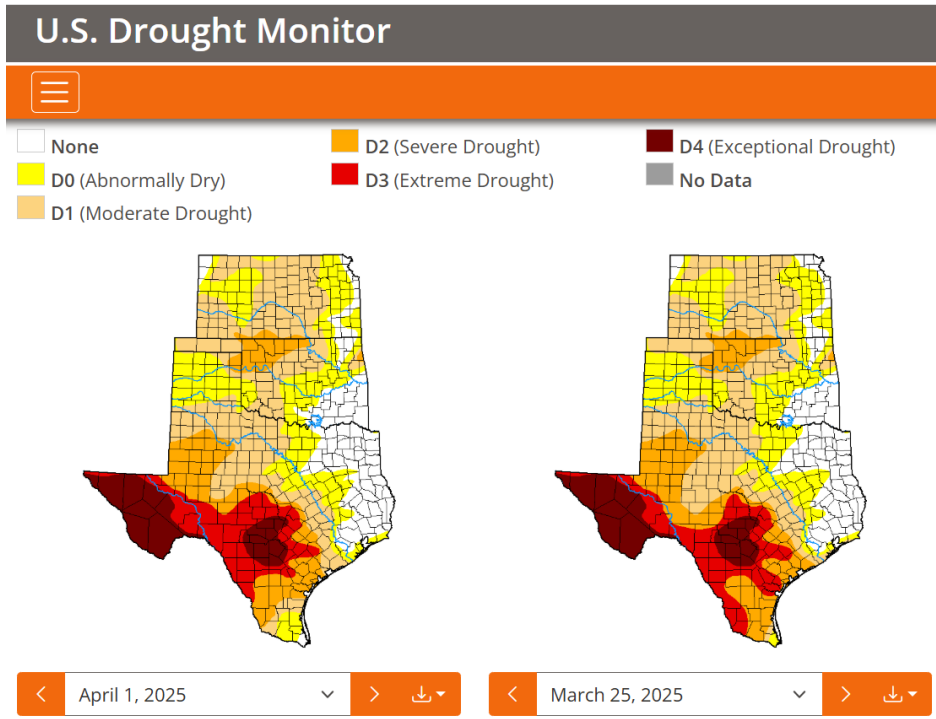 U.S. Drought Monitor
None
D0 (Abnormally Dry)
D1 (Moderate Drought)
D2 (Severe Drought)
D3 (Extreme Drought)
D4 (Exceptional Drought)
No Data
April 1, 2025
March 25, 2025